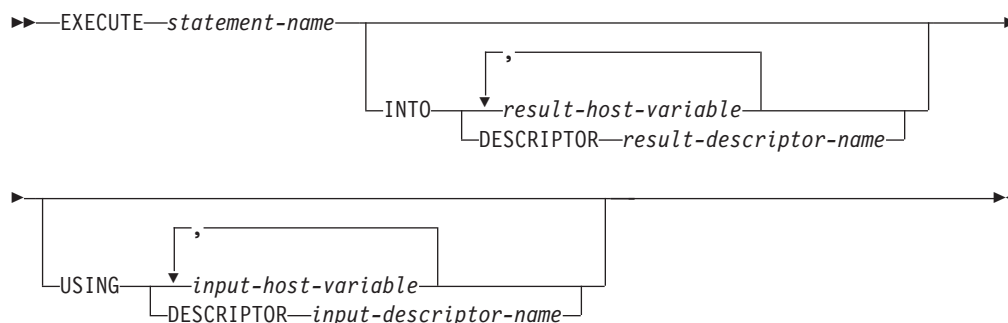 EXECUTE statement-name
,
INTO result-host-variable
DESCRIPTOR result-descriptor-name
,
USING input-host-variable
DESCRIPTOR input-descriptor-name